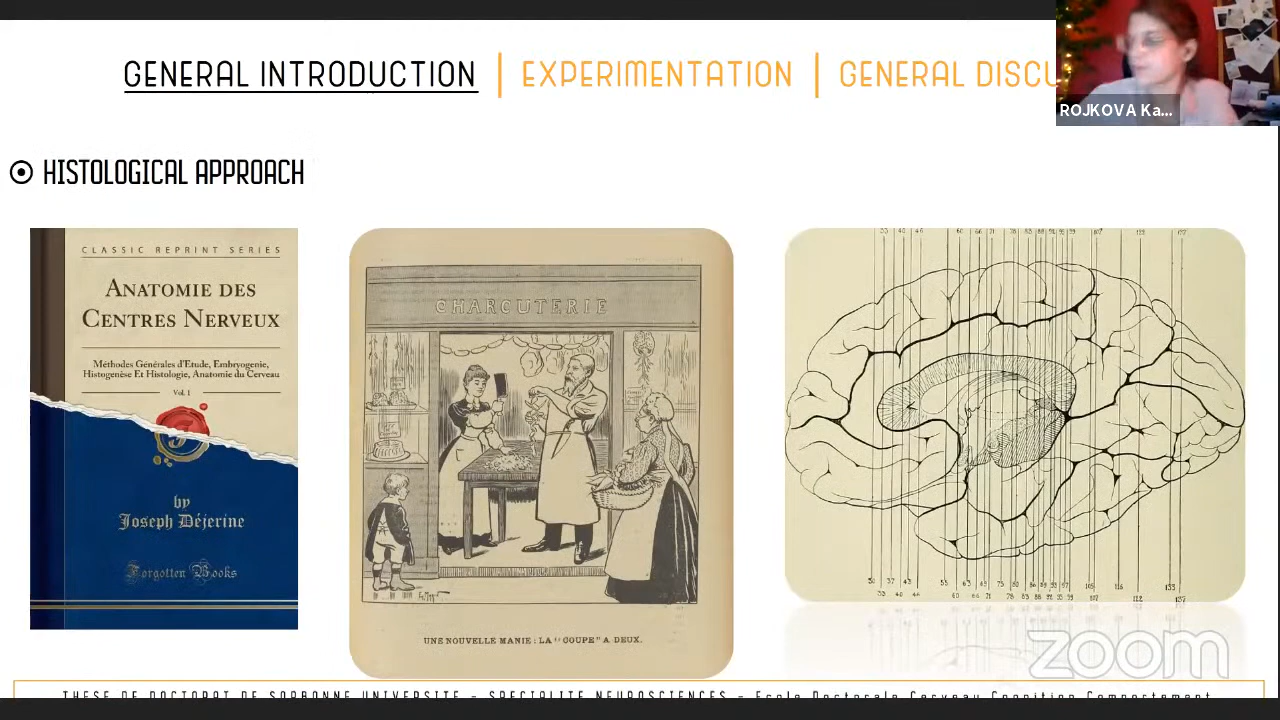 GENERAL INTRODUCTION | EXPERIMENTATION | GENERAL DISCU
ROJKOVA Ka...
HISTOLOGICAL APPROACH
CLASSIC REPRINT SERIES
ANATOMIE DES
CENTRES NERVEUX
Méthodes Générales d'Etude, Embryogenie,
Histogenèse Et Histologie, Anatomie du Cerveau
Vol. 1
by
Joseph Déjerine
Forgotten Books
CHARCUTERIE
UNE NOUVELLE MANIE : LA "COUPE" A DEUX.
zoom
THESE DE DOCTORAT DE SORBONNE UNIVERSITE - SPECIALITE NEUROSCIENCES - Ecole Doctorale Cerveau Cognition Comportement